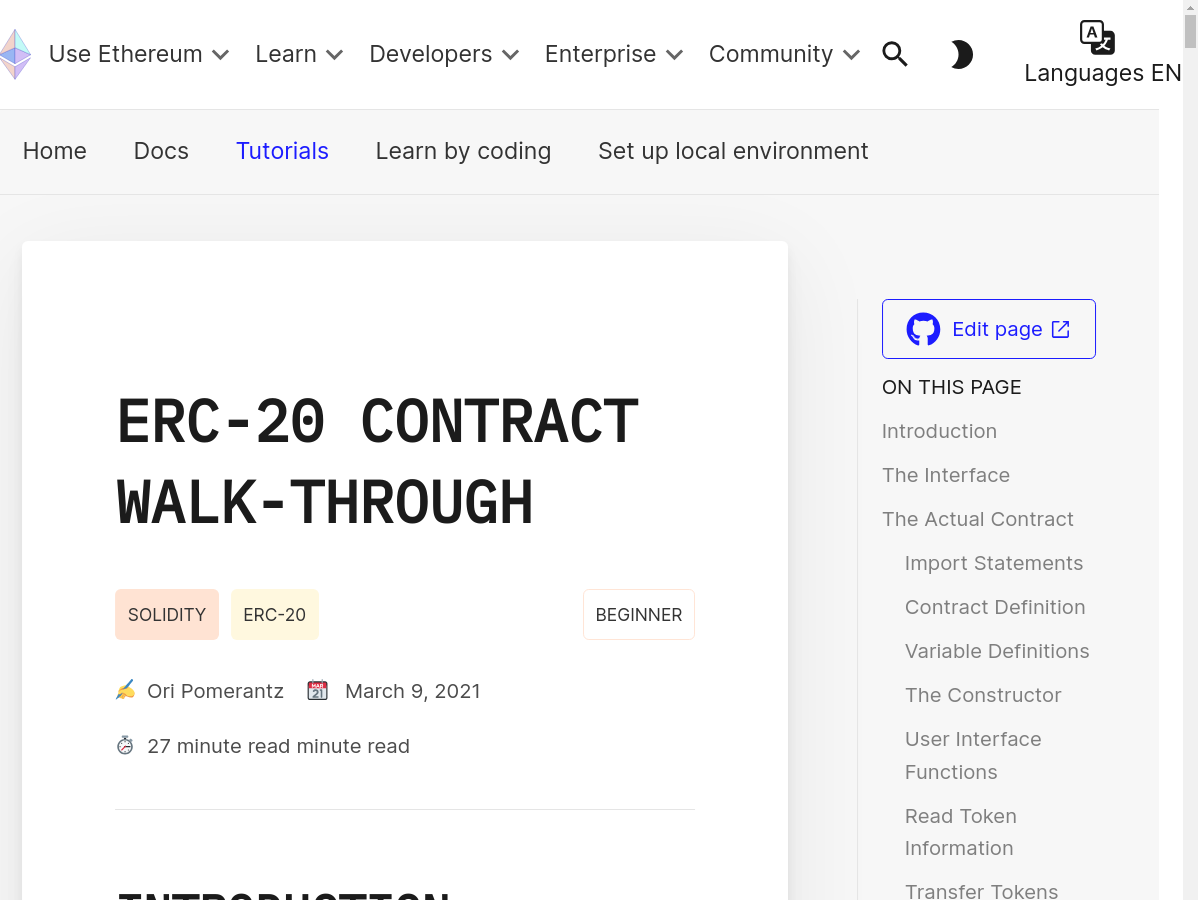 Use Ethereum Learn Developers Enterprise Community
Languages EN
Home Docs Tutorials Learn by coding Set up local environment
ERC-20 CONTRACT
WALK-THROUGH
SOLIDITY ERC-20 BEGINNER
Ori Pomerantz March 9, 2021
27 minute read minute read
INTRODUCTION
Edit page
ON THIS PAGE
Introduction
The Interface
The Actual Contract
Import Statements
Contract Definition
Variable Definitions
The Constructor
User Interface
Functions
Read Token
Information
Transfer Tokens